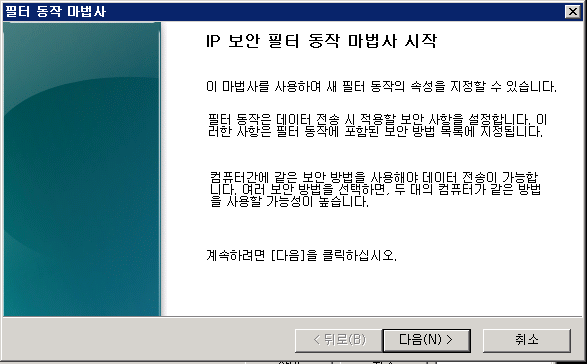 필터 동작 마법사
IP 보안 필터 동작 마법사 시작
이 마법사를 사용하여 새 필터 동작의 속성을 지정할 수 있습니다.
필터 동작은 데이터 전송 시 적용할 보안 사항을 설정합니다. 이
러한 사항은 필터 동작에 포함된 보안 방법 목록에 지정됩니다.
컴퓨터간에 같은 보안 방법을 사용해야 데이터 전송이 가능합
니다. 여러 보안 방법을 선택하면, 두 대의 컴퓨터가 같은 방법
을 사용할 가능성이 높습니다.
계속하려면 [다음]을 클릭하십시오.
< 뒤로(B)
다음(N) >
취소